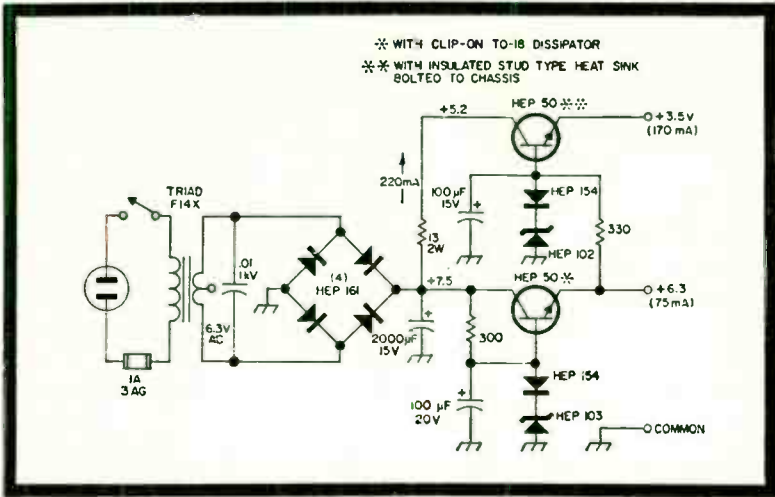 ※ WITH CLIP-ON TO-18 DISSIPATOR
※※ WITH INSULATED STUD TYPE HEAT SINK
BOLTED TO CHASSIS
HEP 50※※
+5.2
+3.5V
(170 mA)
220mA
100µF
15V
+
HEP 154
HEP 102
330
13
2W
TRIAD
F14X
.01
1kV
6.3V
AC
(4)
HEP 161
+7.5
HEP 50※
+6.3
(75mA)
2000µF
15V
+
300
HEP 154
HEP 103
100 µF
20V
+
COMMON
1A
3AG